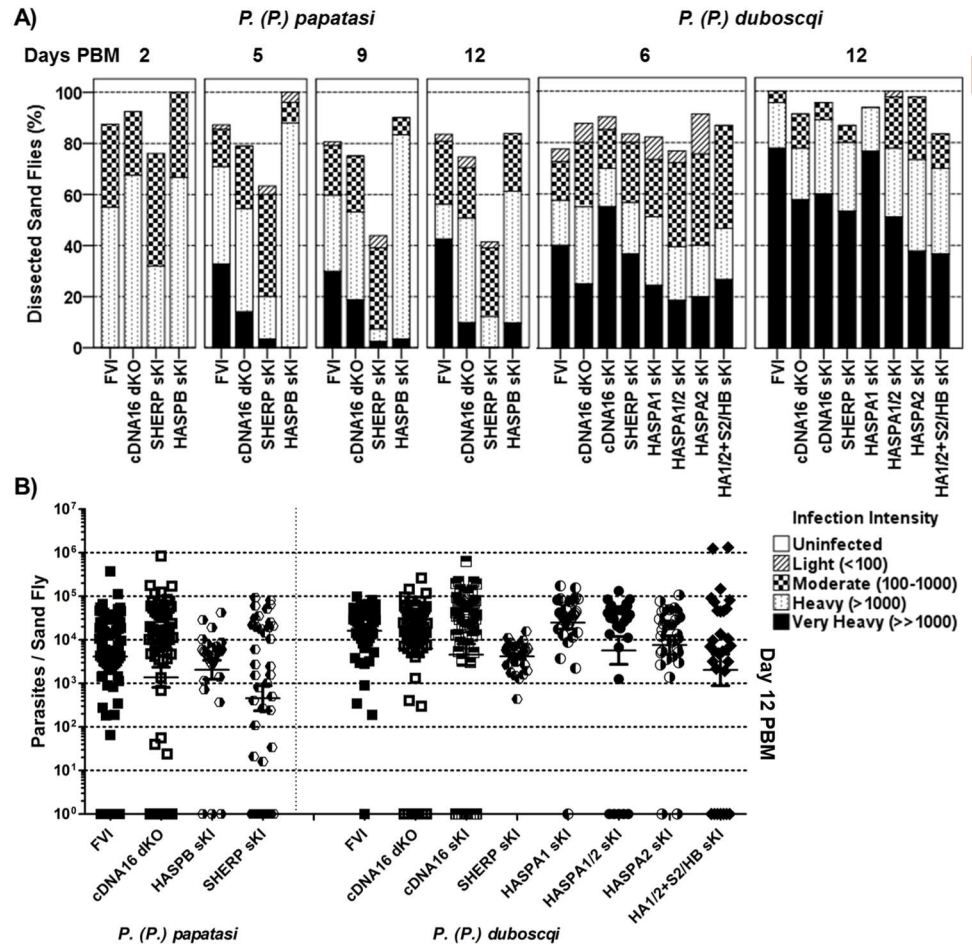 A)
P. (P.) papatasi
P. (P.) duboscqi
Days PBM 2 5 9 12 6 12
Dissected Sand Flies (%)
100
80
60
40
20
0
FVI
cDNA16 dKO
SHERP sKI
HASPB sKI
FVI
cDNA16 dKO
SHERP sKI
HASPB sKI
FVI
cDNA16 dKO
SHERP sKI
HASPB sKI
FVI
cDNA16 dKO
SHERP sKI
HASPB sKI
FVI
cDNA16 dKO
cDNA16 sKI
SHERP sKI
HASPA1 sKI
HASPA1/2 sKI
HASPA2 sKI
HA1/2+S2/HB sKI
FVI
cDNA16 dKO
cDNA16 sKI
SHERP sKI
HASPA1 sKI
HASPA1/2 sKI
HASPA2 sKI
HA1/2+S2/HB sKI
B)
Parasites / Sand Fly
10⁷
10⁶
10⁵
10⁴
10³
10²
10¹
10⁰
FVI
cDNA16 dKO
HASPB sKI
SHERP sKI
FVI
cDNA16 dKO
cDNA16 sKI
SHERP sKI
HASPA1 sKI
HASPA1/2 sKI
HASPA2 sKI
HA1/2+S2/HB sKI
P. (P.) papatasi
P. (P.) duboscqi
Day 12 PBM
Infection Intensity
Uninfected
Light (<100)
Moderate (100-1000)
Heavy (>1000)
Very Heavy (>>1000)